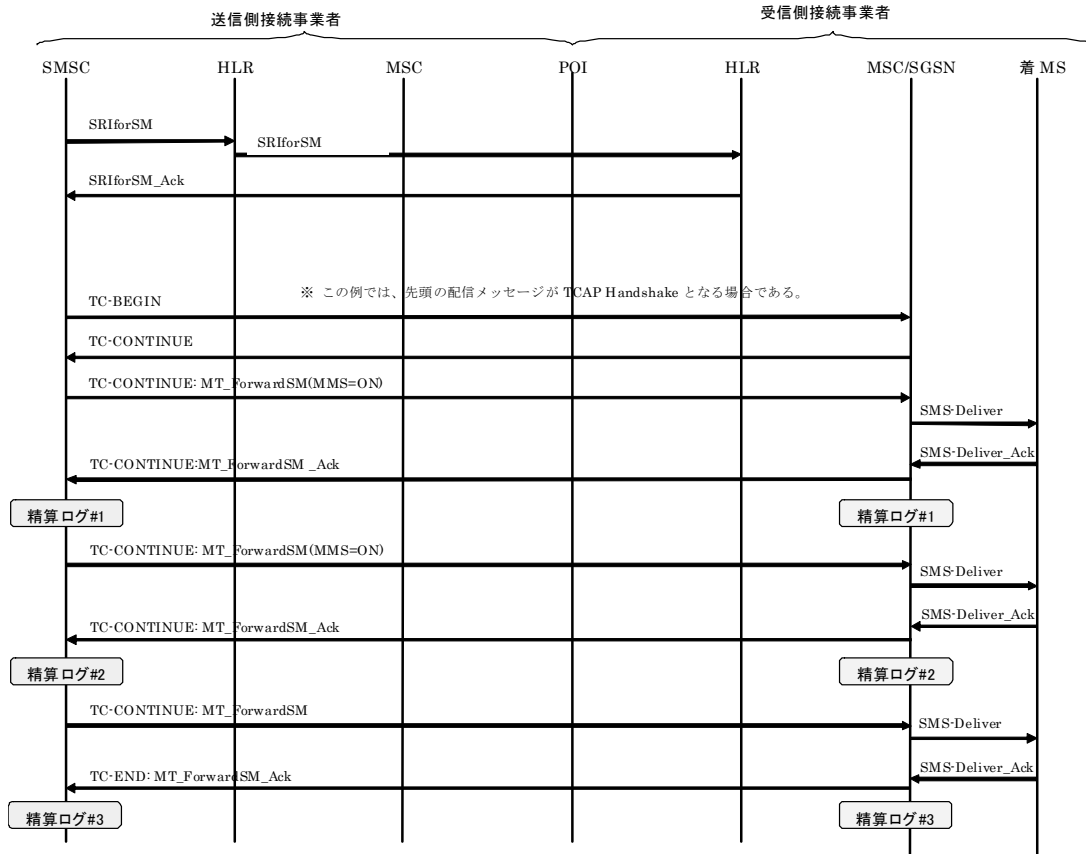 送信側接続事業者
受信側接続事業者
SMSC HLR MSC POI HLR MSC/SGSN 着 MS
SRIforSM
SRIforSM
SRIforSM_Ack
※ この例では、先頭の配信メッセージが TCAP Handshake となる場合である。
TC-BEGIN
TC-CONTINUE
TC-CONTINUE: MT_ForwardSM(MMS=ON)
SMS-Deliver
SMS-Deliver_Ack
TC-CONTINUE:MT_ForwardSM _Ack
精算ログ#1 精算ログ#1
TC-CONTINUE: MT_ForwardSM(MMS=ON)
SMS-Deliver
SMS-Deliver_Ack
TC-CONTINUE: MT_ForwardSM_Ack
精算ログ#2 精算ログ#2
TC-CONTINUE: MT_ForwardSM
SMS-Deliver
SMS-Deliver_Ack
TC-END: MT_ForwardSM_Ack
精算ログ#3 精算ログ#3